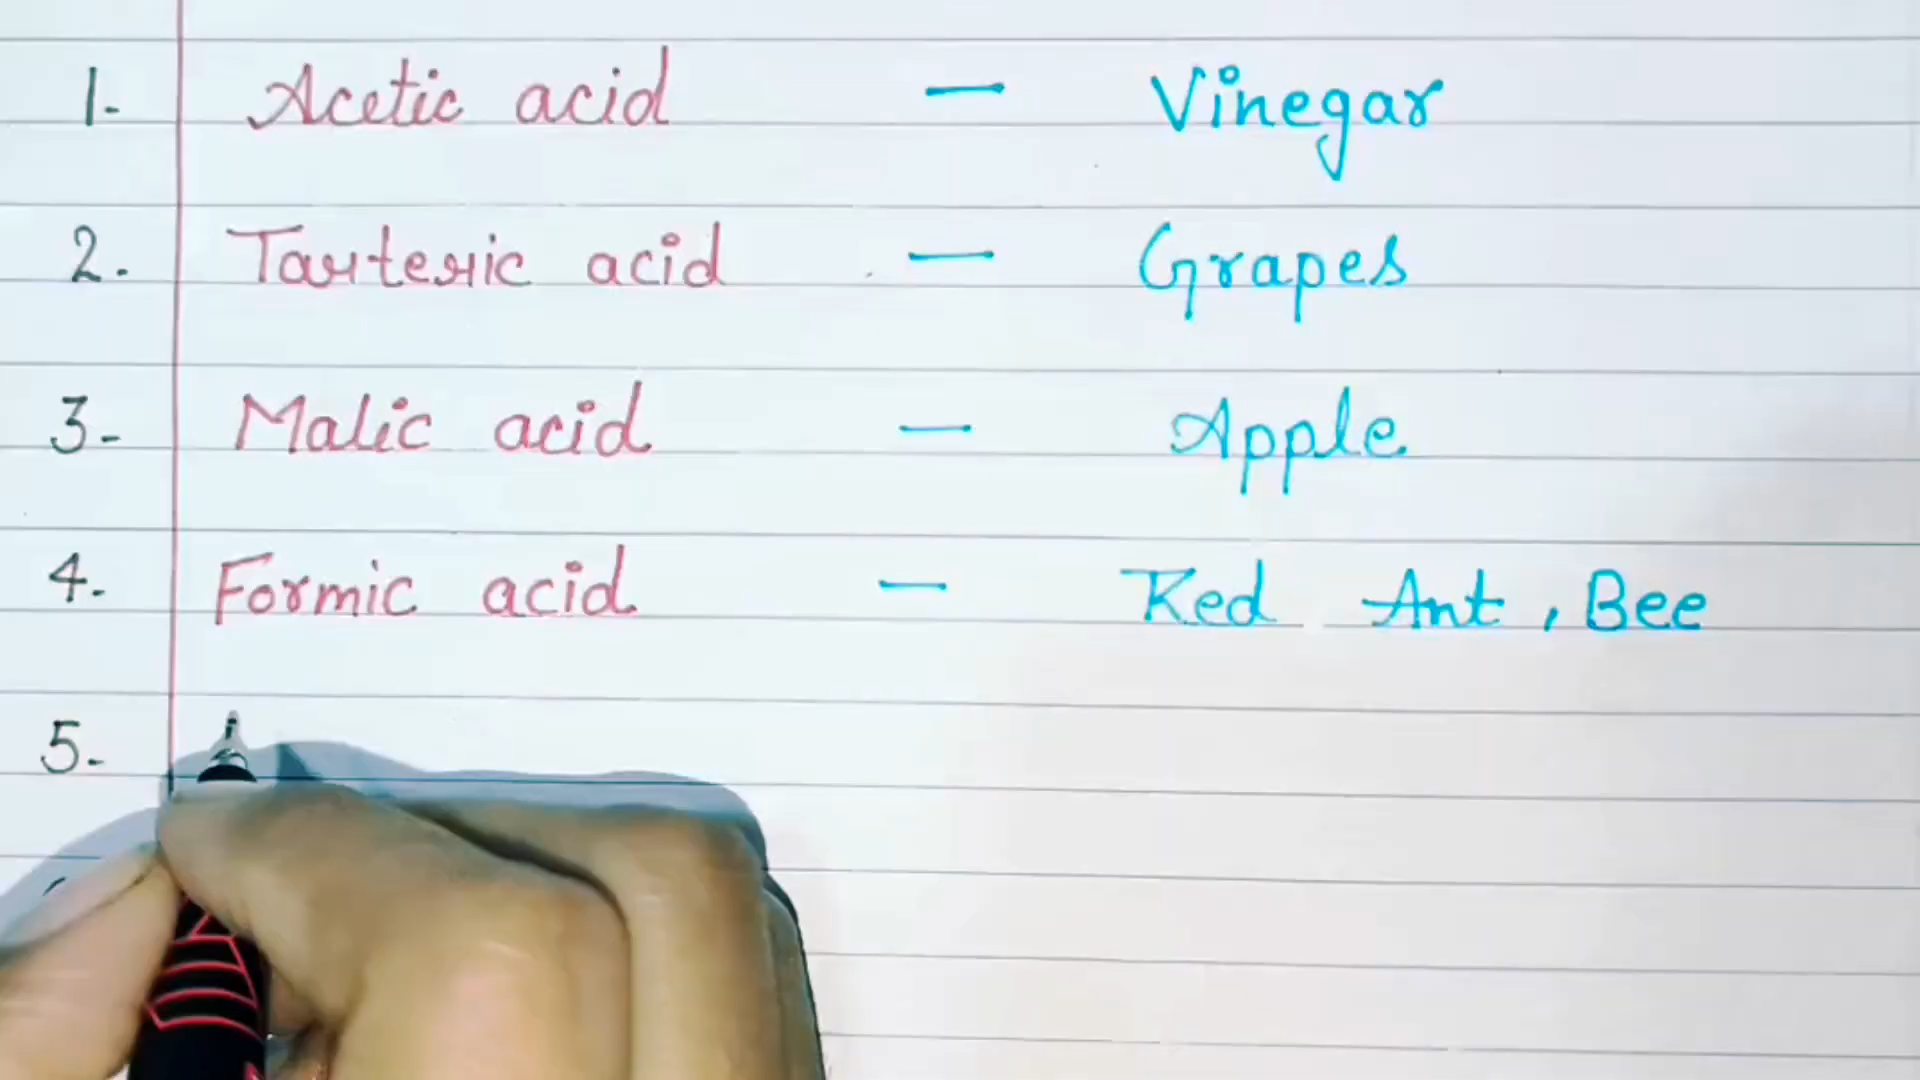 1. Acetic acid — Vinegar
2. Tarteric acid — Grapes
3. Malic acid — Apple
4. Formic acid — Red Ant, Bee
5.